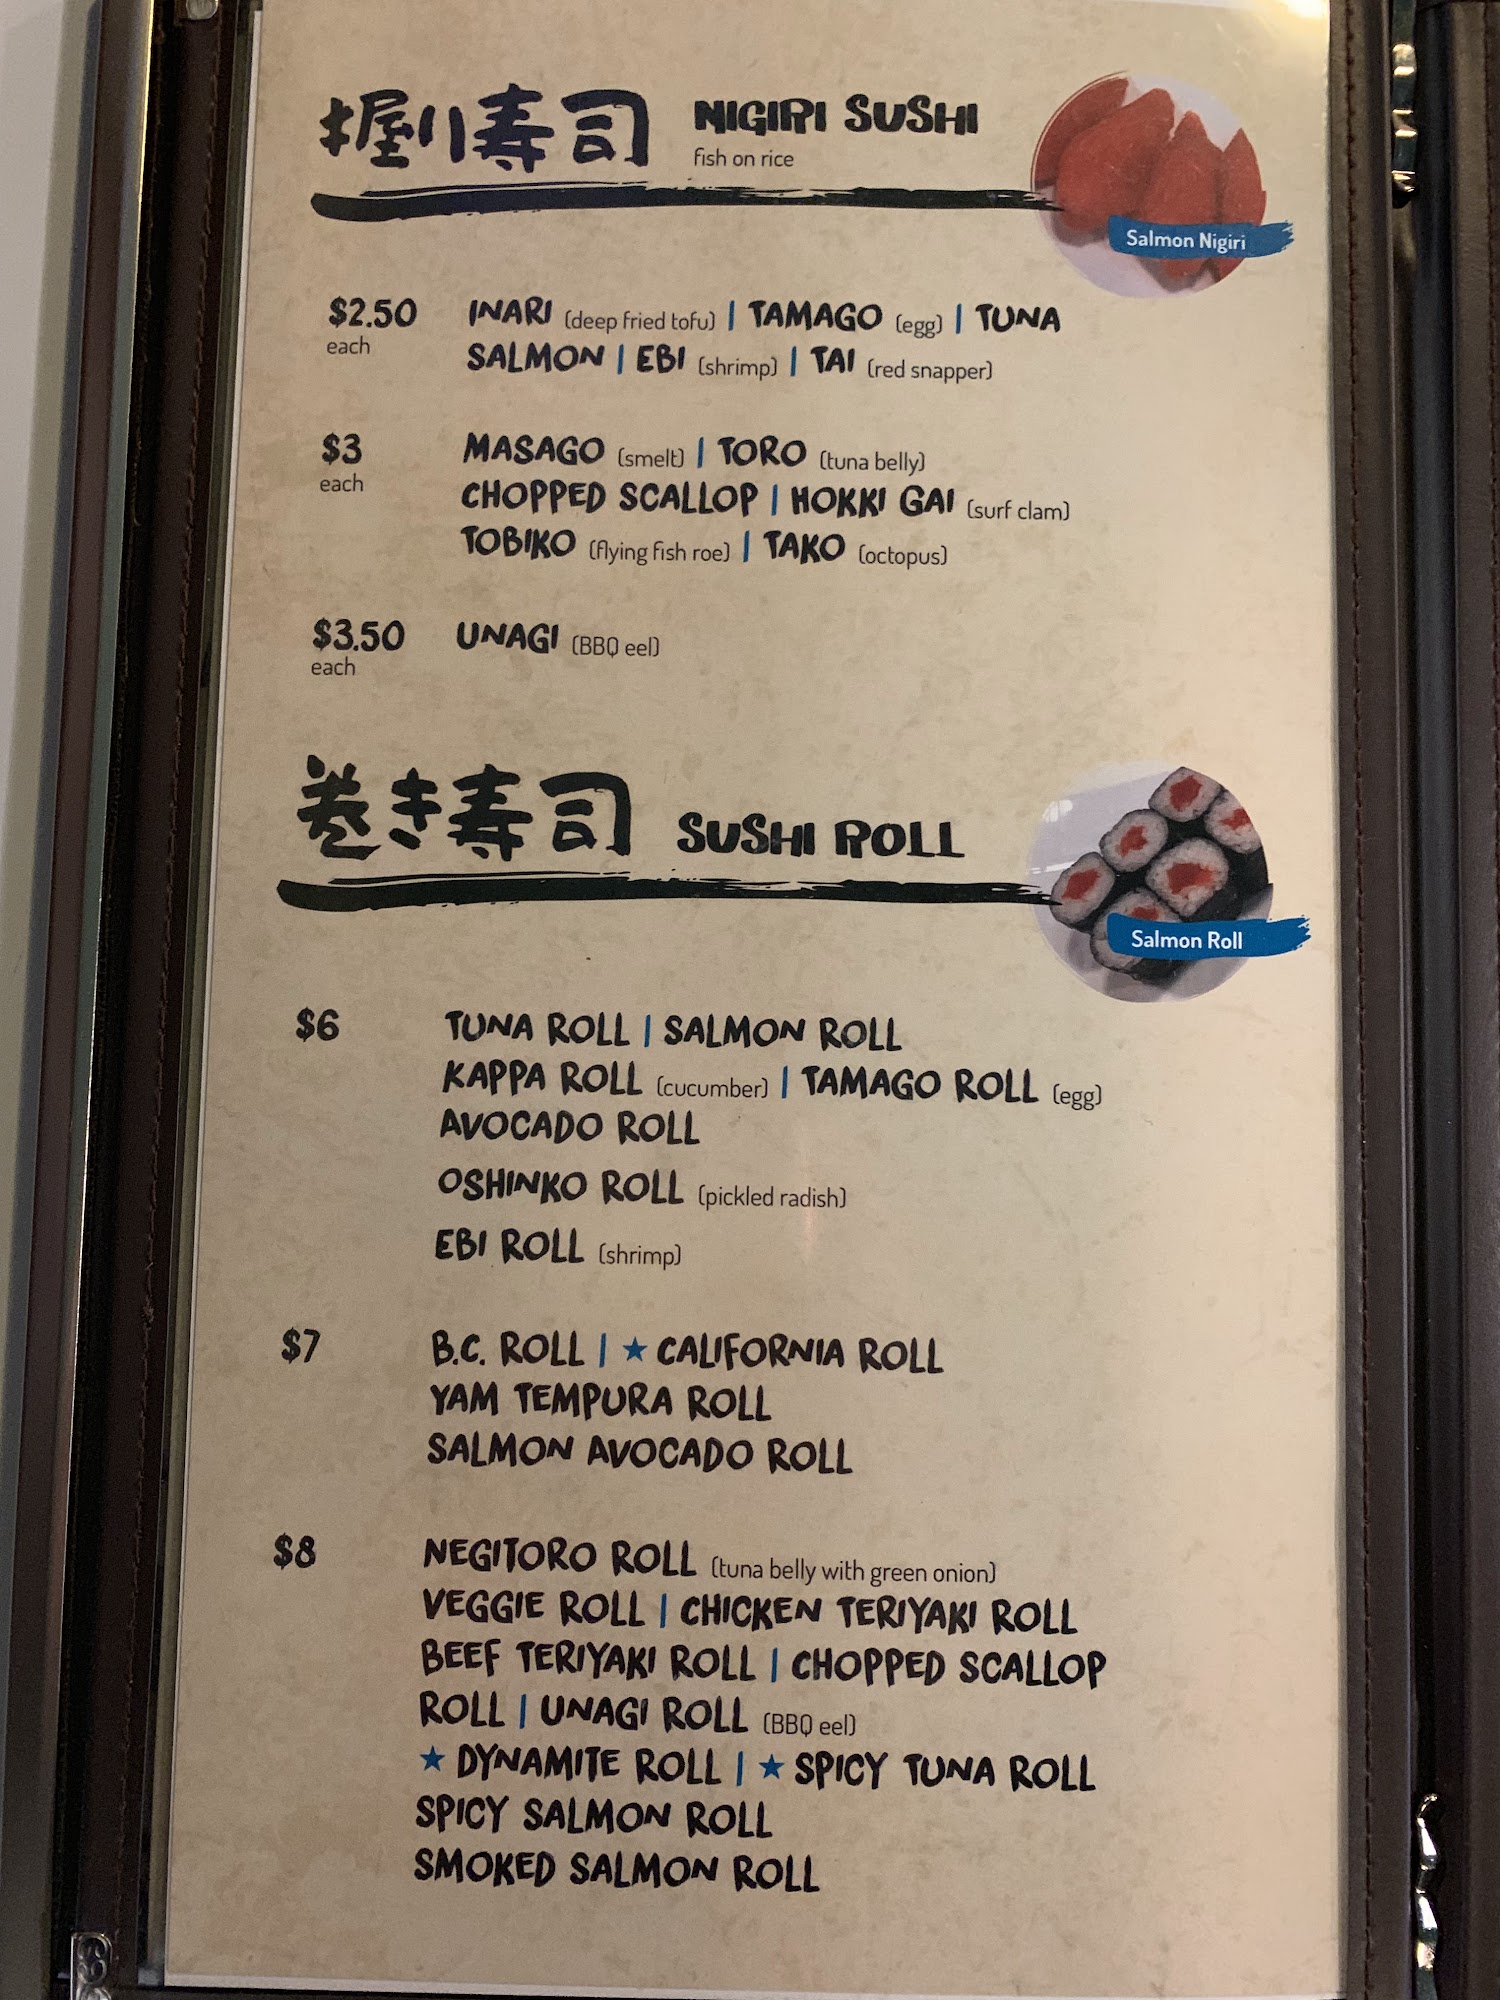 握り寿司 NIGIRI SUSHI
fish on rice
Salmon Nigiri
$2.50 INARI (deep fried tofu) | TAMAGO (egg) | TUNA
each SALMON | EBI (shrimp) | TAI (red snapper)
$3 MASAGO (smelt) | TORO (tuna belly)
each CHOPPED SCALLOP | HOKKI GAI (surf clam)
TOBIKO (flying fish roe) | TAKO (octopus)
$3.50 UNAGI (BBQ eel)
each
巻き寿司 SUSHI ROLL
Salmon Roll
$6 TUNA ROLL | SALMON ROLL
KAPPA ROLL (cucumber) | TAMAGO ROLL (egg)
AVOCADO ROLL
OSHINKO ROLL (pickled radish)
EBI ROLL (shrimp)
$7 B.C. ROLL | ★ CALIFORNIA ROLL
YAM TEMPURA ROLL
SALMON AVOCADO ROLL
$8 NEGITORO ROLL (tuna belly with green onion)
VEGGIE ROLL | CHICKEN TERIYAKI ROLL
BEEF TERIYAKI ROLL | CHOPPED SCALLOP
ROLL | UNAGI ROLL (BBQ eel)
★ DYNAMITE ROLL | ★ SPICY TUNA ROLL
SPICY SALMON ROLL
SMOKED SALMON ROLL